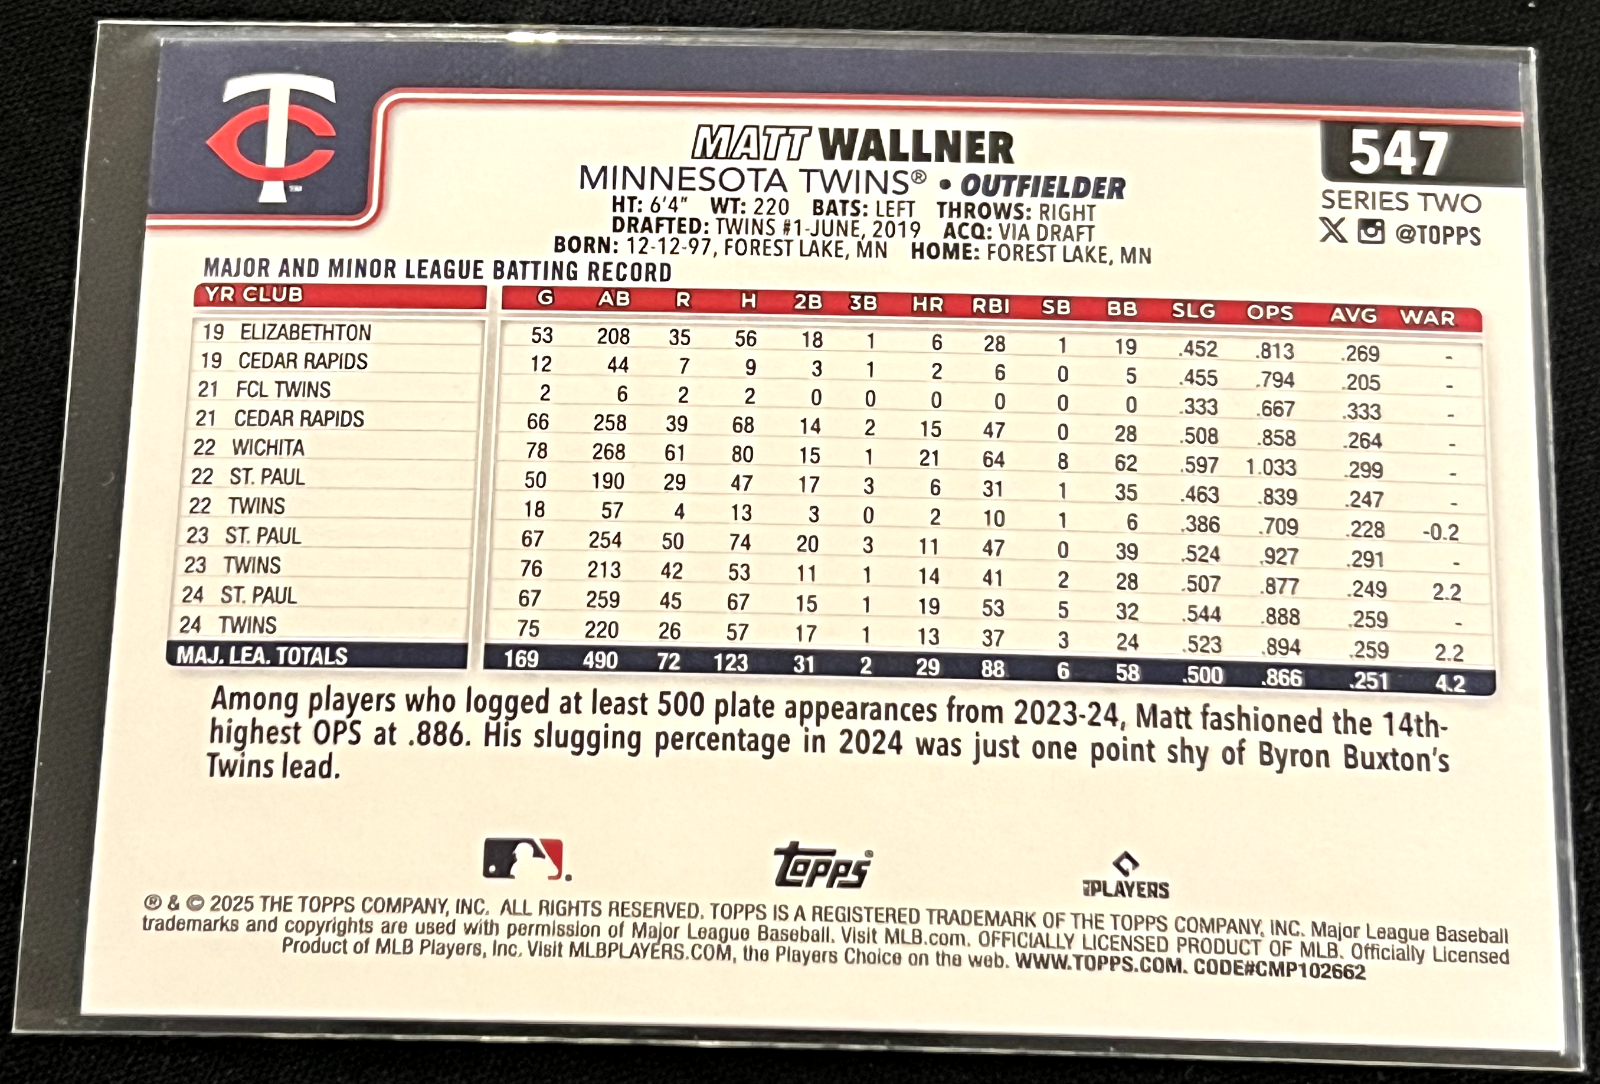 TC™
MATT WALLNER
547
MINNESOTA TWINS® • OUTFIELDER
SERIES TWO
HT: 6'4" WT: 220 BATS: LEFT THROWS: RIGHT
@TOPPS
DRAFTED: TWINS #1-JUNE, 2019 ACQ: VIA DRAFT
BORN: 12-12-97, FOREST LAKE, MN HOME: FOREST LAKE, MN
MAJOR AND MINOR LEAGUE BATTING RECORD
YR CLUB G AB R H 2B 3B HR RBI SB BB SLG OPS AVG WAR
19 ELIZABETHTON 53 208 35 56 18 1 6 28 1 19 .452 .813 .269 -
19 CEDAR RAPIDS 12 44 7 9 3 1 2 6 0 5 .455 .794 .205 -
21 FCL TWINS 2 6 2 2 0 0 0 0 0 0 .333 .667 .333 -
21 CEDAR RAPIDS 66 258 39 68 14 2 15 47 0 28 .508 .858 .264 -
22 WICHITA 78 268 61 80 15 1 21 64 8 62 .597 1.033 .299 -
22 ST. PAUL 50 190 29 47 17 3 6 31 1 35 .463 .839 .247 -
22 TWINS 18 57 4 13 3 0 2 10 1 6 .386 .709 .228 -0.2
23 ST. PAUL 67 254 50 74 20 3 11 47 0 39 .524 .927 .291 -
23 TWINS 76 213 42 53 11 1 14 41 2 28 .507 .877 .249 2.2
24 ST. PAUL 67 259 45 67 15 1 19 53 5 32 .544 .888 .259 -
24 TWINS 75 220 26 57 17 1 13 37 3 24 .523 .894 .259 2.2
MAJ. LEA. TOTALS 169 490 72 123 31 2 29 88 6 58 .500 .866 .251 4.2
Among players who logged at least 500 plate appearances from 2023-24, Matt fashioned the 14th-
highest OPS at .886. His slugging percentage in 2024 was just one point shy of Byron Buxton's
Twins lead.
Topps®
MLBPLAYERS
® & © 2025 THE TOPPS COMPANY, INC. ALL RIGHTS RESERVED. TOPPS IS A REGISTERED TRADEMARK OF THE TOPPS COMPANY, INC. Major League Baseball
trademarks and copyrights are used with permission of Major League Baseball. Visit MLB.com. OFFICIALLY LICENSED PRODUCT OF MLB. Officially Licensed
Product of MLB Players, Inc. Visit MLBPLAYERS.COM, the Players Choice on the web. WWW.TOPPS.COM. CODE#CMP102662